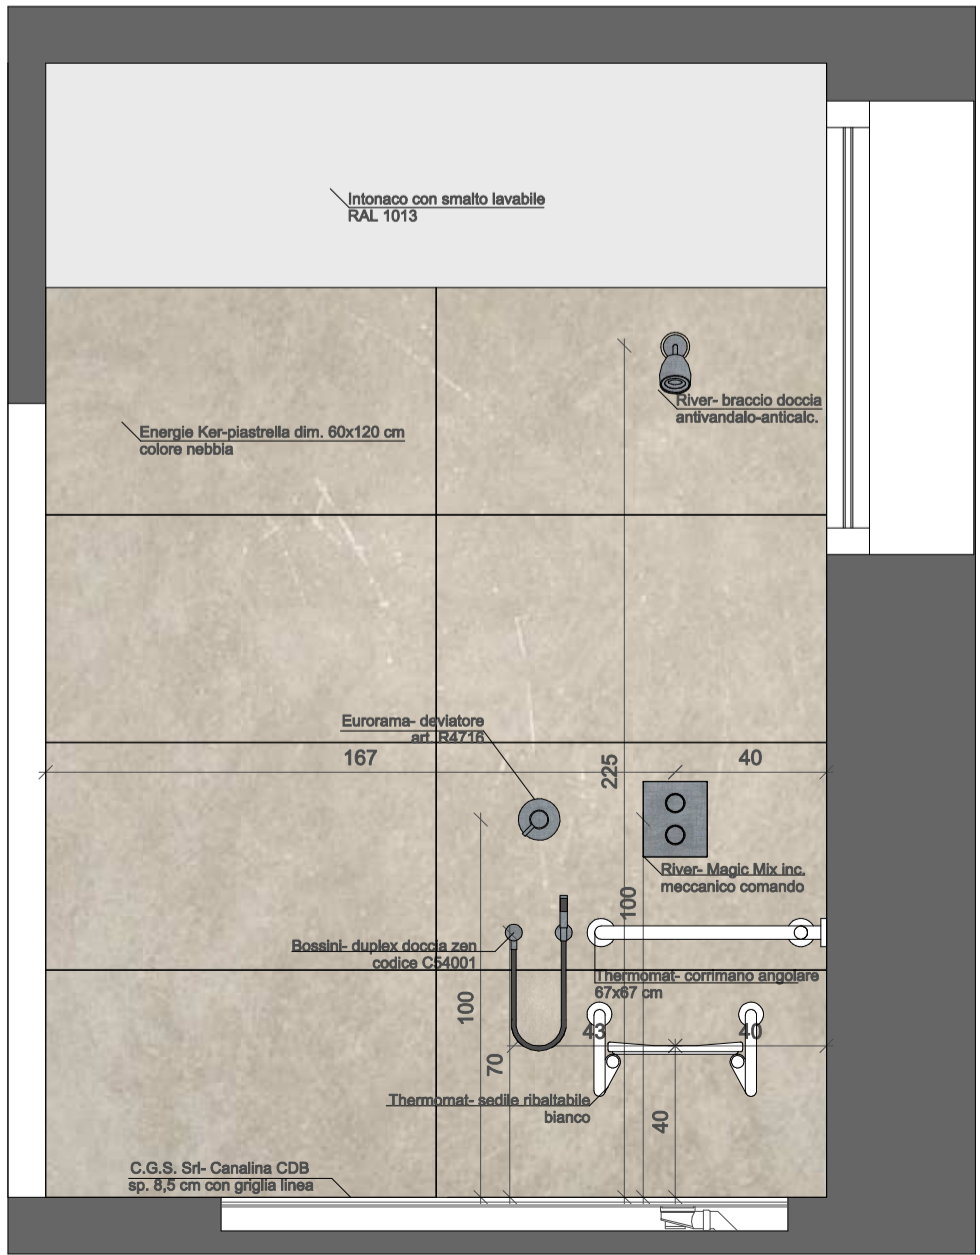 Intonaco con smalto lavabile
RAL 1013
River- braccio doccia
antivandalo-anticalc.
Energie Ker-piastrella dim. 60x120 cm
colore nebbia
Eurorama- deviatore
art. R4716
167
225
40
River- Magic Mix inc.
meccanico comando
100
Bossini- duplex doccia zen
codice C54001
Thermomat- corrimano angolare
67x67 cm
100
43
40
70
Thermomat- sedile ribaltabile
bianco
40
C.G.S. Srl- Canalina CDB
sp. 8,5 cm con griglia linea